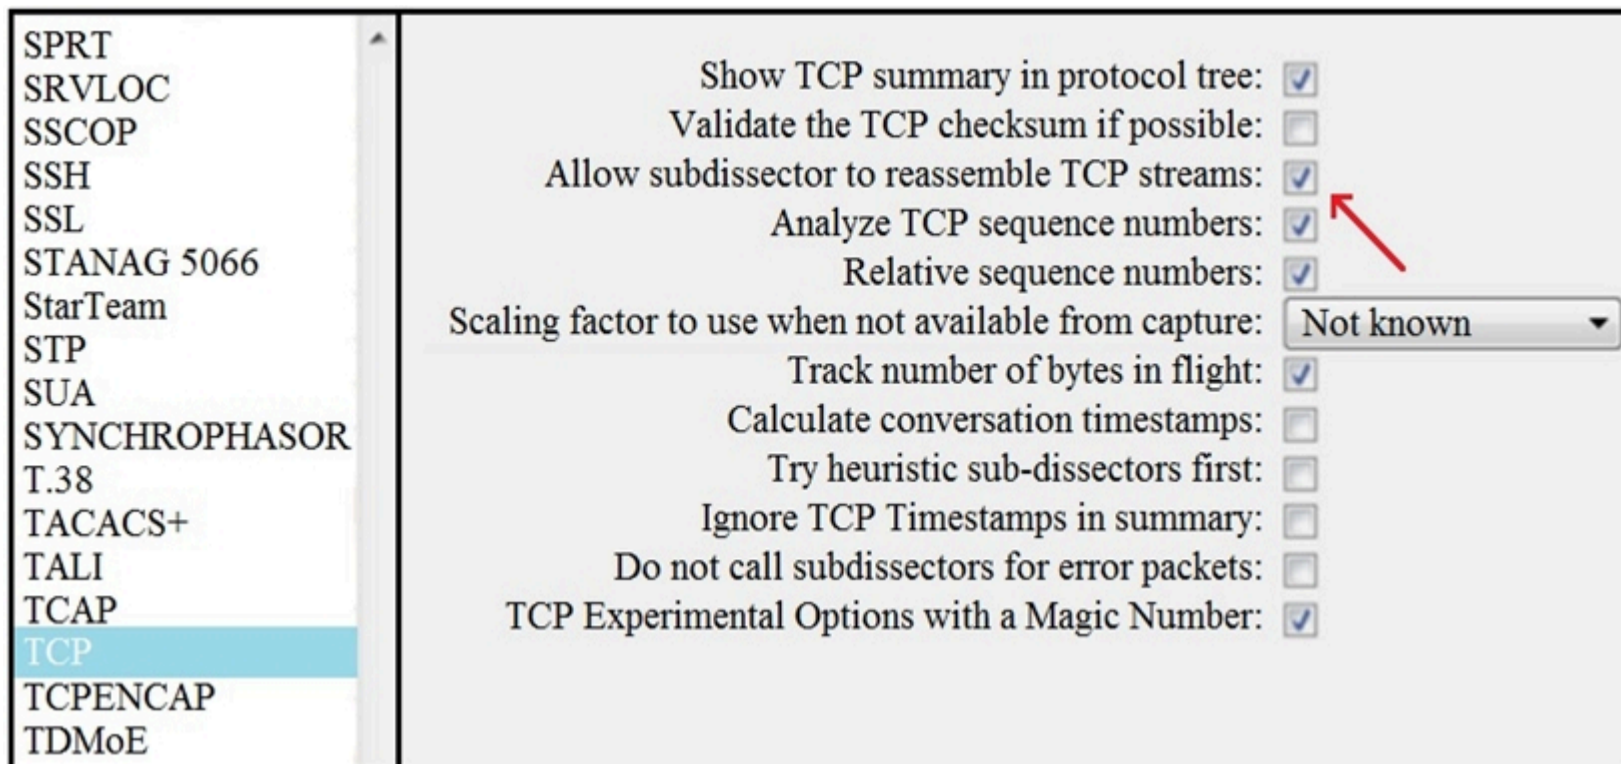 SPRT
SRVLOC
SSCOP
SSH
SSL
STANAG 5066
StarTeam
STP
SUA
SYNCHROPHASOR
T.38
TACACS+
TALI
TCAP
TCP
TCPENCAP
TDMoE
Show TCP summary in protocol tree:
Validate the TCP checksum if possible:
Allow subdissector to reassemble TCP streams:
Analyze TCP sequence numbers:
Relative sequence numbers:
Scaling factor to use when not available from capture: Not known
Track number of bytes in flight:
Calculate conversation timestamps:
Try heuristic sub-dissectors first:
Ignore TCP Timestamps in summary:
Do not call subdissectors for error packets:
TCP Experimental Options with a Magic Number: